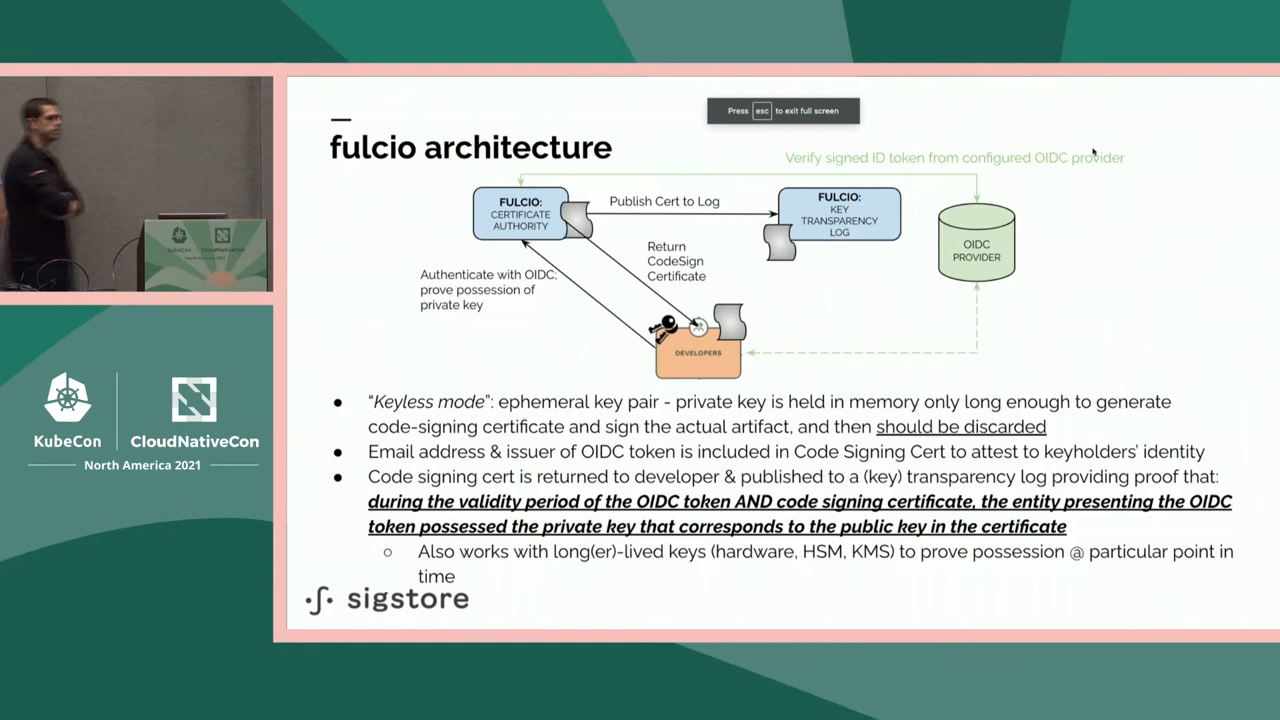 Press esc to exit full screen
fulcio architecture
Verify signed ID token from configured OIDC provider
FULCIO:
CERTIFICATE
AUTHORITY
Publish Cert to Log
FULCIO:
KEY
TRANSPARENCY
LOG
OIDC
PROVIDER
Return
CodeSign
Certificate
Authenticate with OIDC;
prove possession of
private key
DEVELOPERS
● “Keyless mode”: ephemeral key pair - private key is held in memory only long enough to generate
code-signing certificate and sign the actual artifact, and then should be discarded
● Email address & issuer of OIDC token is included in Code Signing Cert to attest to keyholders' identity
● Code signing cert is returned to developer & published to a (key) transparency log providing proof that:
during the validity period of the OIDC token AND code signing certificate, the entity presenting the OIDC
token possessed the private key that corresponds to the public key in the certificate
○ Also works with long(er)-lived keys (hardware, HSM, KMS) to prove possession @ particular point in
time
sigstore
KubeCon CloudNativeCon
North America 2021
KubeCon CloudNativeCon
North America 2021